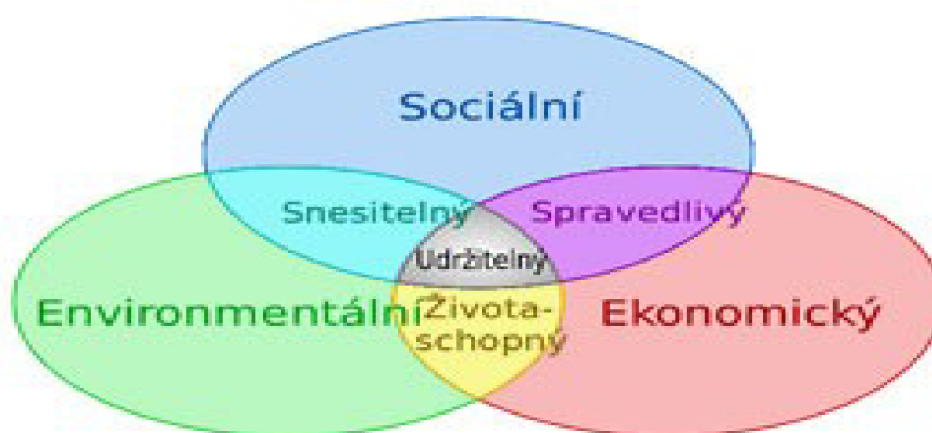 Sociální
Snesitelný Spravedlivý
Udržitelný
Environmentální Života- Ekonomický
schopný